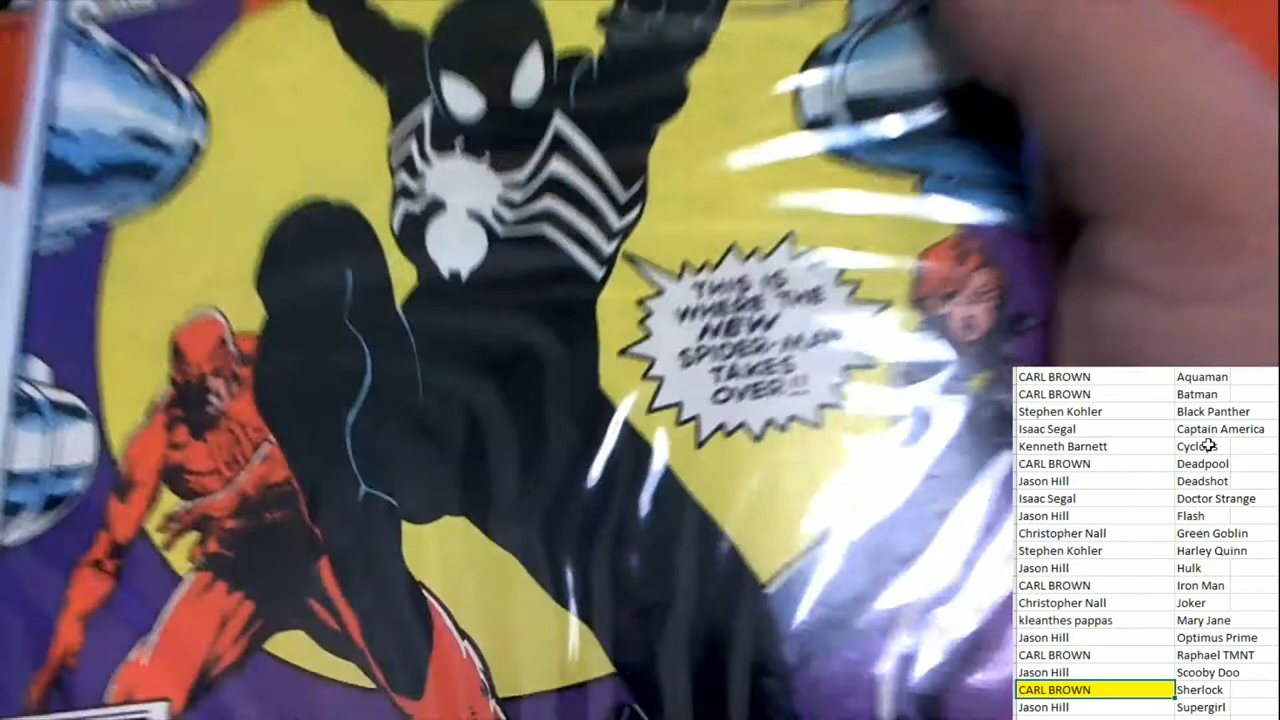 THIS IS
WHERE THE
NEW
SPIDER-MAN
TAKES
OVER!!
CARL BROWN Aquaman
CARL BROWN Batman
Stephen Kohler Black Panther
Isaac Segal Captain America
Kenneth Barnett Cyclops
CARL BROWN Deadpool
Jason Hill Deadshot
Isaac Segal Doctor Strange
Jason Hill Flash
Christopher Nall Green Goblin
Stephen Kohler Harley Quinn
Jason Hill Hulk
CARL BROWN Iron Man
Christopher Nall Joker
kleanthes pappas Mary Jane
Jason Hill Optimus Prime
CARL BROWN Raphael TMNT
Jason Hill Scooby Doo
CARL BROWN Sherlock
Jason Hill Supergirl